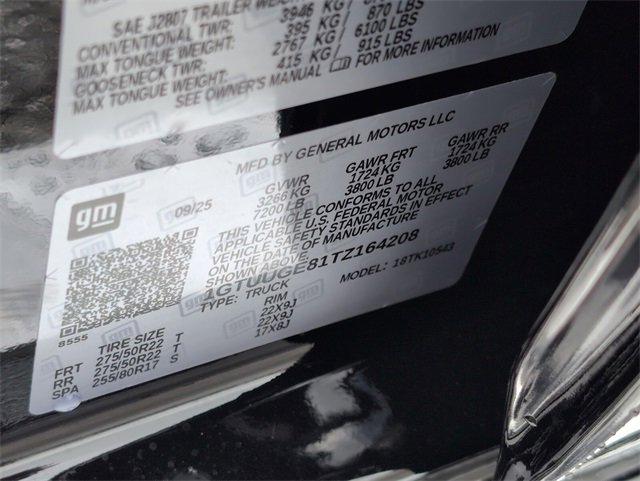 SAE J2807 TRAILER WEIGHT
3946 KG / 870 LBS
CONVENTIONAL TWR: 395 KG / 870 LBS
MAX TONGUE WEIGHT: 2767 KG / 6100 LBS
GOOSENECK TWR: 415 KG / 915 LBS
MAX TONGUE WEIGHT:
SEE OWNER'S MANUAL FOR MORE INFORMATION
gm
MFD BY GENERAL MOTORS LLC
09/25
GVWR GAWR FRT GAWR RR
3266 KG 1724 KG 1724 KG
7200 LB 3800 LB 3800 LB
THIS VEHICLE CONFORMS TO ALL
APPLICABLE U.S. FEDERAL MOTOR
VEHICLE SAFETY STANDARDS IN EFFECT
ON THE DATE OF MANUFACTURE
SHOWN ABOVE.
1GTUUGE81TZ164208
TYPE: TRUCK MODEL: 18TK10543
8555
TIRE SIZE RIM
FRT 275/50R22 T 22X9J
RR 275/50R22 T 22X9J
SPA 255/80R17 S 17X8J